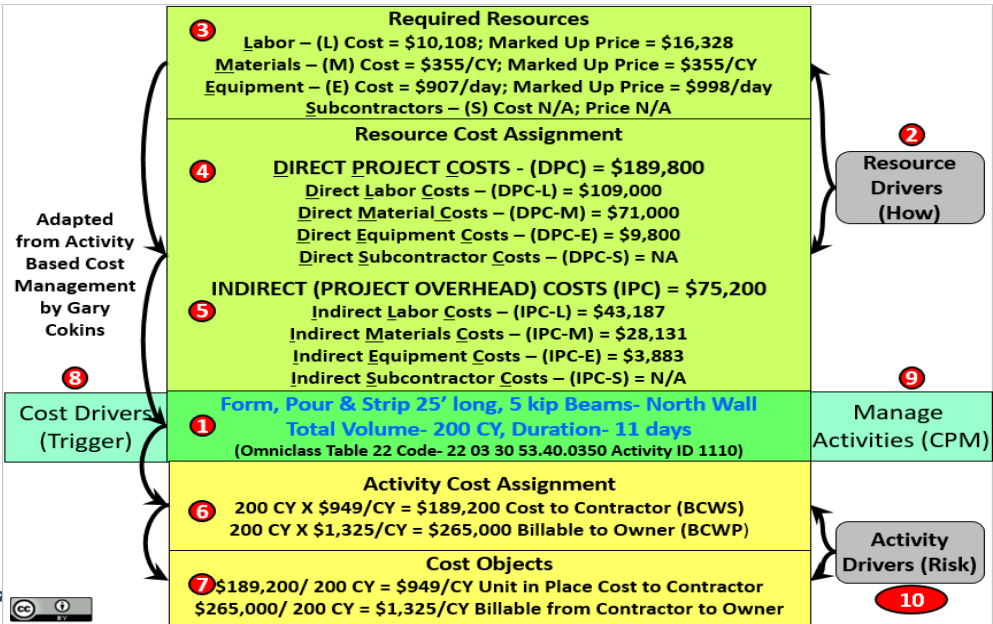 3
Required Resources
Labor – (L) Cost = $10,108; Marked Up Price = $16,328
Materials – (M) Cost = $355/CY; Marked Up Price = $355/CY
Equipment – (E) Cost = $907/day; Marked Up Price = $998/day
Subcontractors – (S) Cost N/A; Price N/A
2
Resource
Drivers
(How)
Resource Cost Assignment
4
DIRECT PROJECT COSTS - (DPC) = $189,800
Direct Labor Costs – (DPC-L) = $109,000
Direct Material Costs – (DPC-M) = $71,000
Direct Equipment Costs – (DPC-E) = $9,800
Direct Subcontractor Costs – (DPC-S) = NA
Adapted
from Activity
Based Cost
Management
by Gary
Cokins
5
INDIRECT (PROJECT OVERHEAD) COSTS (IPC) = $75,200
Indirect Labor Costs – (IPC-L) = $43,187
Indirect Materials Costs – (IPC-M) = $28,131
Indirect Equipment Costs – (IPC-E) = $3,883
Indirect Subcontractor Costs – (IPC-S) = N/A
8
Cost Drivers
(Trigger)
1
Form, Pour & Strip 25’ long, 5 kip Beams- North Wall
Total Volume- 200 CY, Duration- 11 days
(Omniclass Table 22 Code- 22 03 30 53.40.0350 Activity ID 1110)
9
Manage
Activities (CPM)
Activity Cost Assignment
6
200 CY X $949/CY = $189,200 Cost to Contractor (BCWS)
200 CY X $1,325/CY = $265,000 Billable to Owner (BCWP)
Activity
Drivers (Risk)
10
Cost Objects
7
$189,200/ 200 CY = $949/CY Unit in Place Cost to Contractor
$265,000/ 200 CY = $1,325/CY Billable from Contractor to Owner
cc
BY